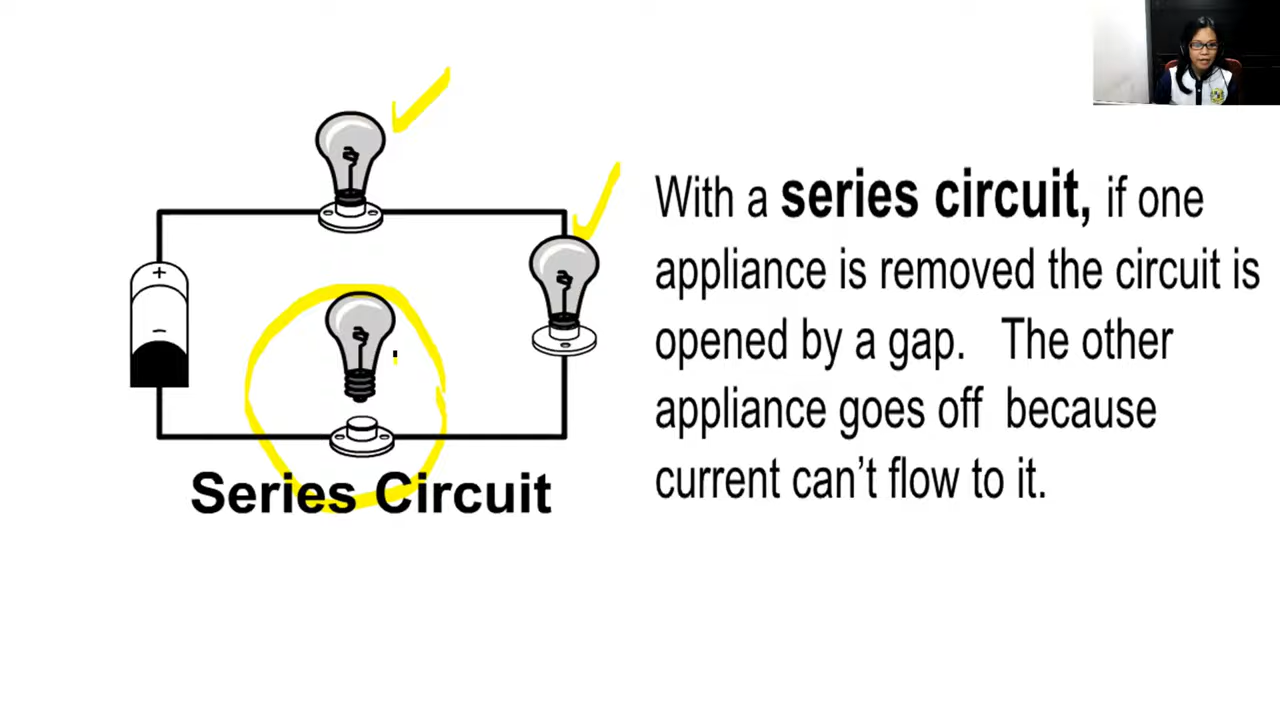 +
−
Series Circuit
With a series circuit, if one
appliance is removed the circuit is
opened by a gap. The other
appliance goes off because
current can’t flow to it.